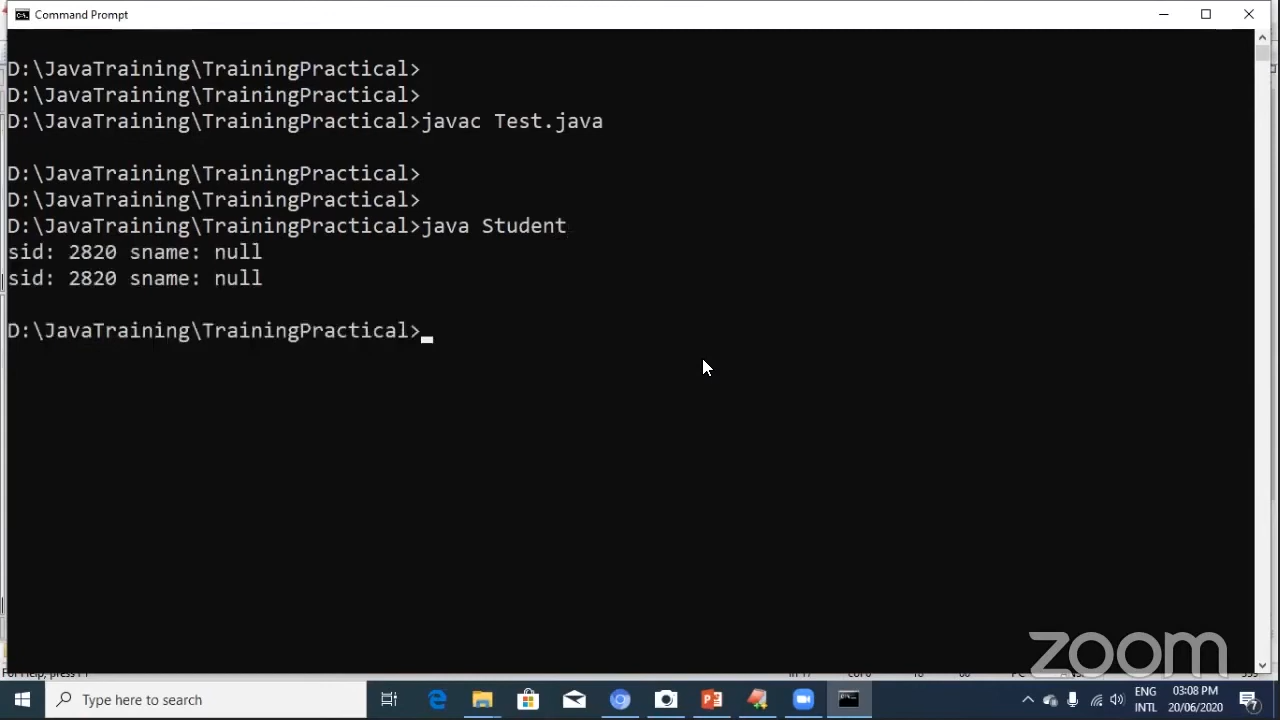 Command Prompt
D:\JavaTraining\TrainingPractical>
D:\JavaTraining\TrainingPractical>
D:\JavaTraining\TrainingPractical>javac Test.java
D:\JavaTraining\TrainingPractical>
D:\JavaTraining\TrainingPractical>
D:\JavaTraining\TrainingPractical>java Student
sid: 2820 sname: null
sid: 2820 sname: null
D:\JavaTraining\TrainingPractical>
zoom
Type here to search
ENG
INTL
03:08 PM
20/06/2020
7